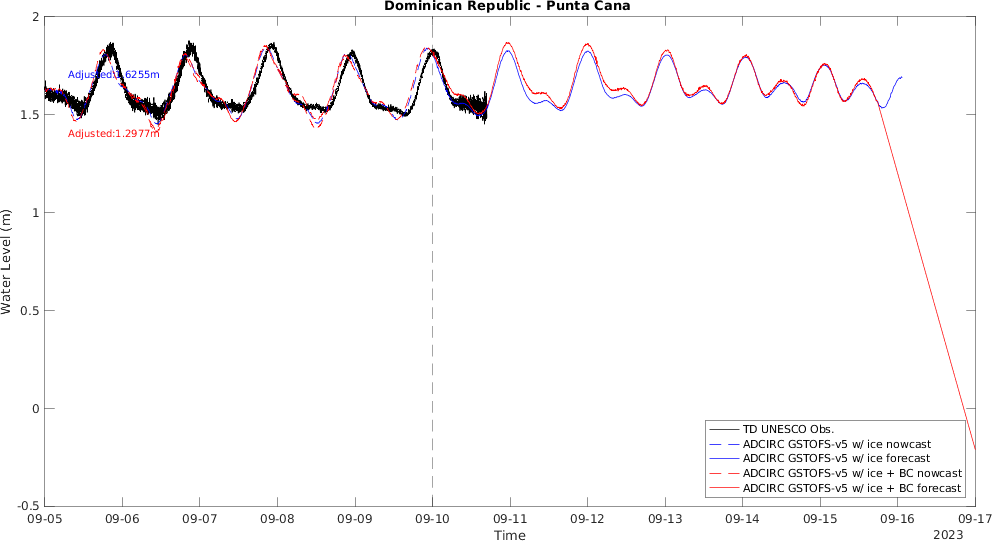 Dominican Republic - Punta Cana
2
1.5
1
0.5
0
-0.5
Water Level (m)
Adjusted:1.6255m
Adjusted:1.2977m
TD UNESCO Obs.
ADCIRC GSTOFS-v5 w/ ice nowcast
ADCIRC GSTOFS-v5 w/ ice forecast
ADCIRC GSTOFS-v5 w/ ice + BC nowcast
ADCIRC GSTOFS-v5 w/ ice + BC forecast
09-05 09-06 09-07 09-08 09-09 09-10 09-11 09-12 09-13 09-14 09-15 09-16 09-17
Time
2023